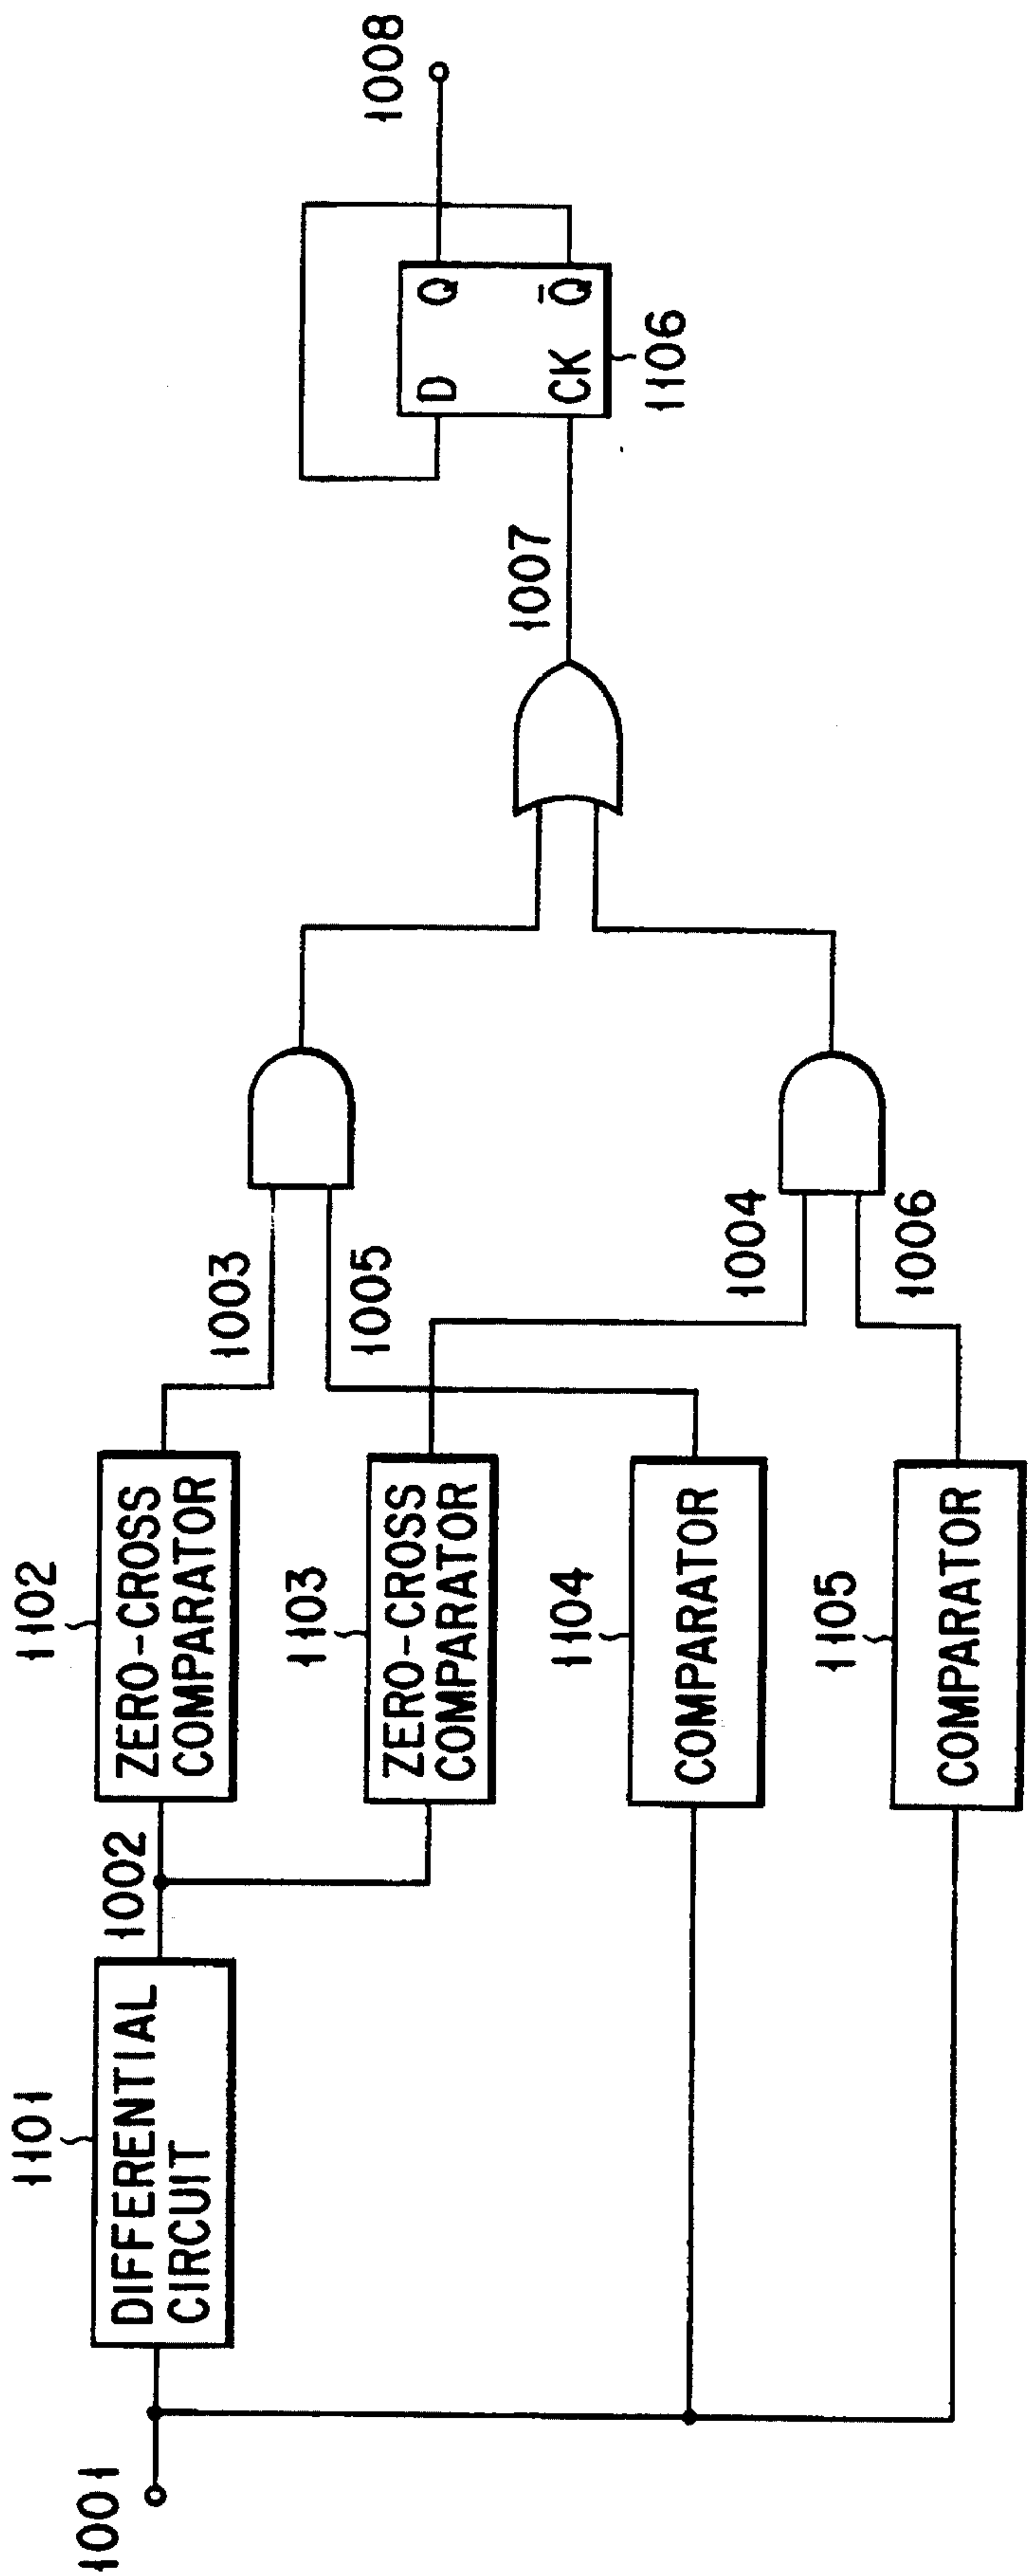 1001
1101
DIFFERENTIAL
CIRCUIT
1002
1102
ZERO-CROSS
COMPARATOR
1103
ZERO-CROSS
COMPARATOR
1104
COMPARATOR
1105
COMPARATOR
1003
1005
1004
1006
1007
D
Q
CK
Q̄
1106
1008